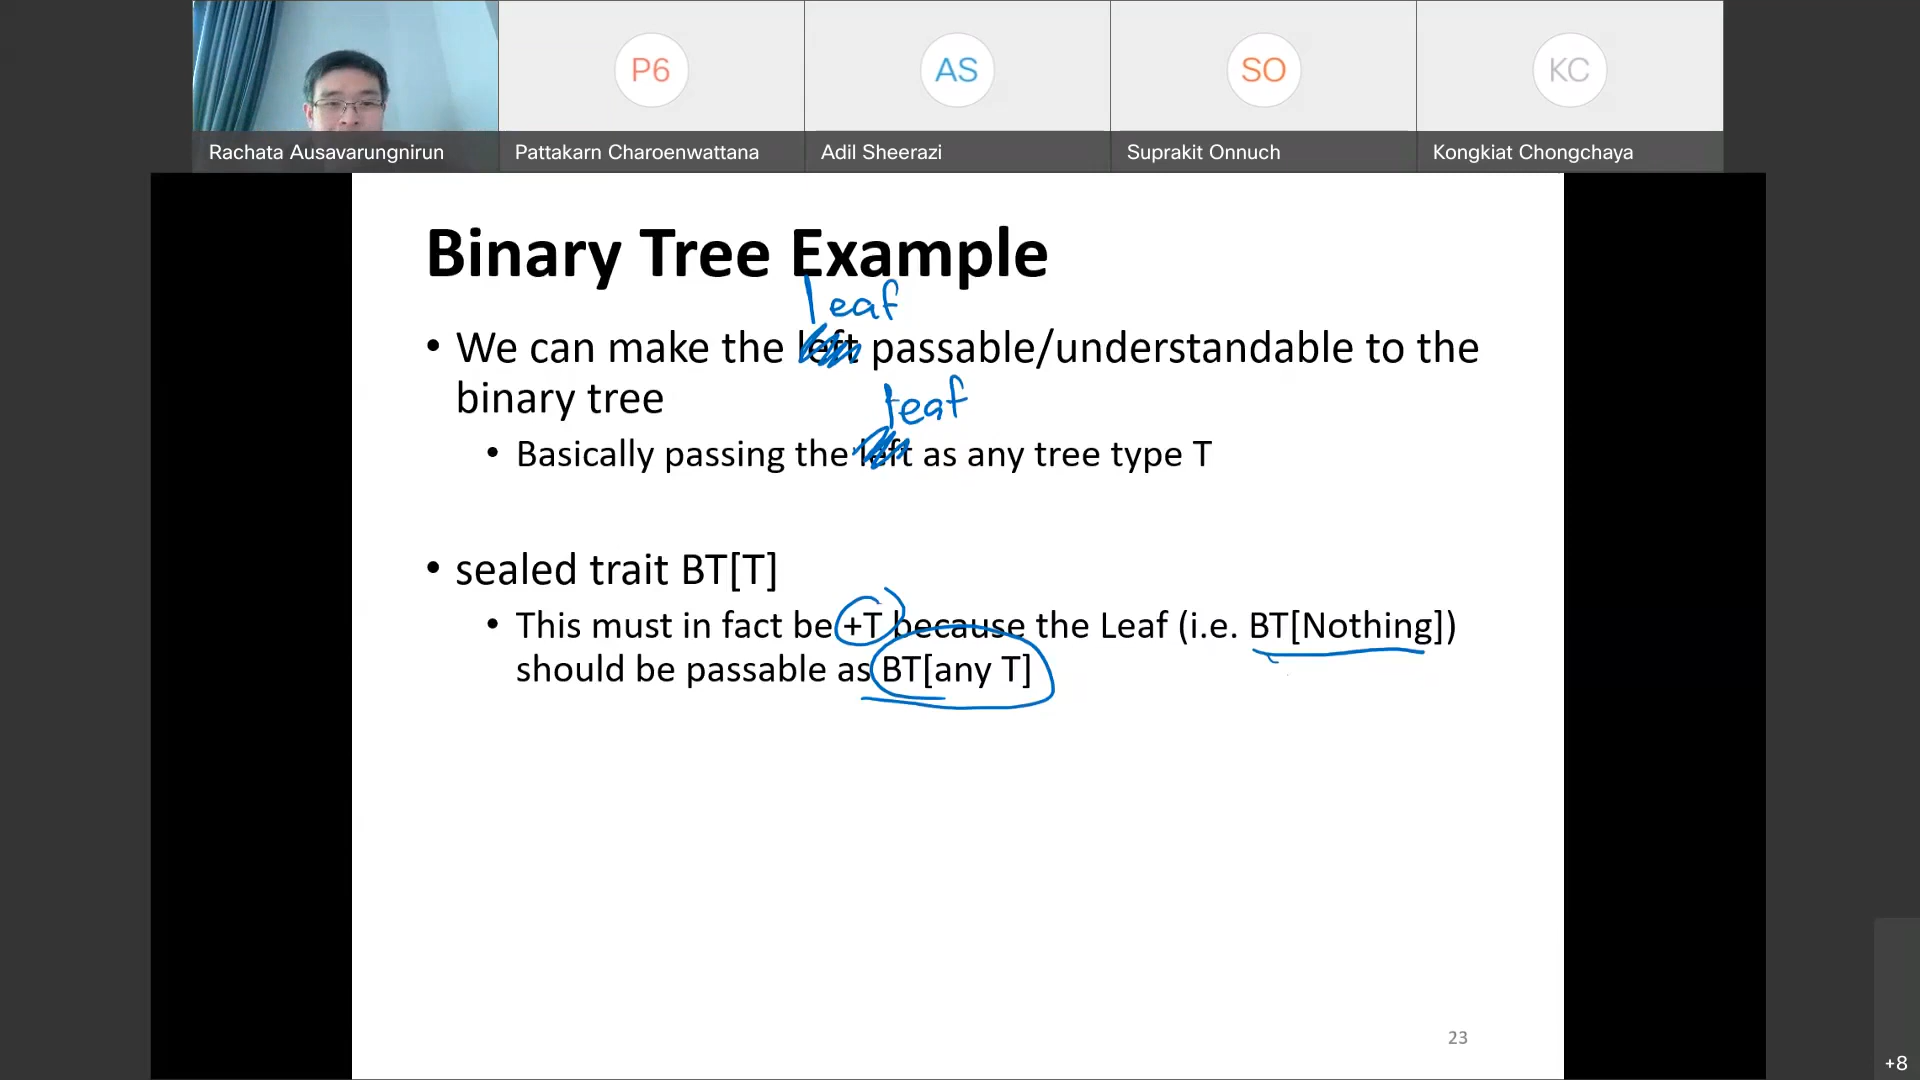 P6
AS
SO
KC
Rachata Ausavarungnirun
Pattakarn Charoenwattana
Adil Sheerazi
Suprakit Onnuch
Kongkiat Chongchaya
Binary Tree Example
leaf
• We can make the left passable/understandable to the
binary tree
leaf
• Basically passing the left as any tree type T
• sealed trait BT[T]
• This must in fact be +T because the Leaf (i.e. BT[Nothing])
should be passable as BT[any T]
23
+8